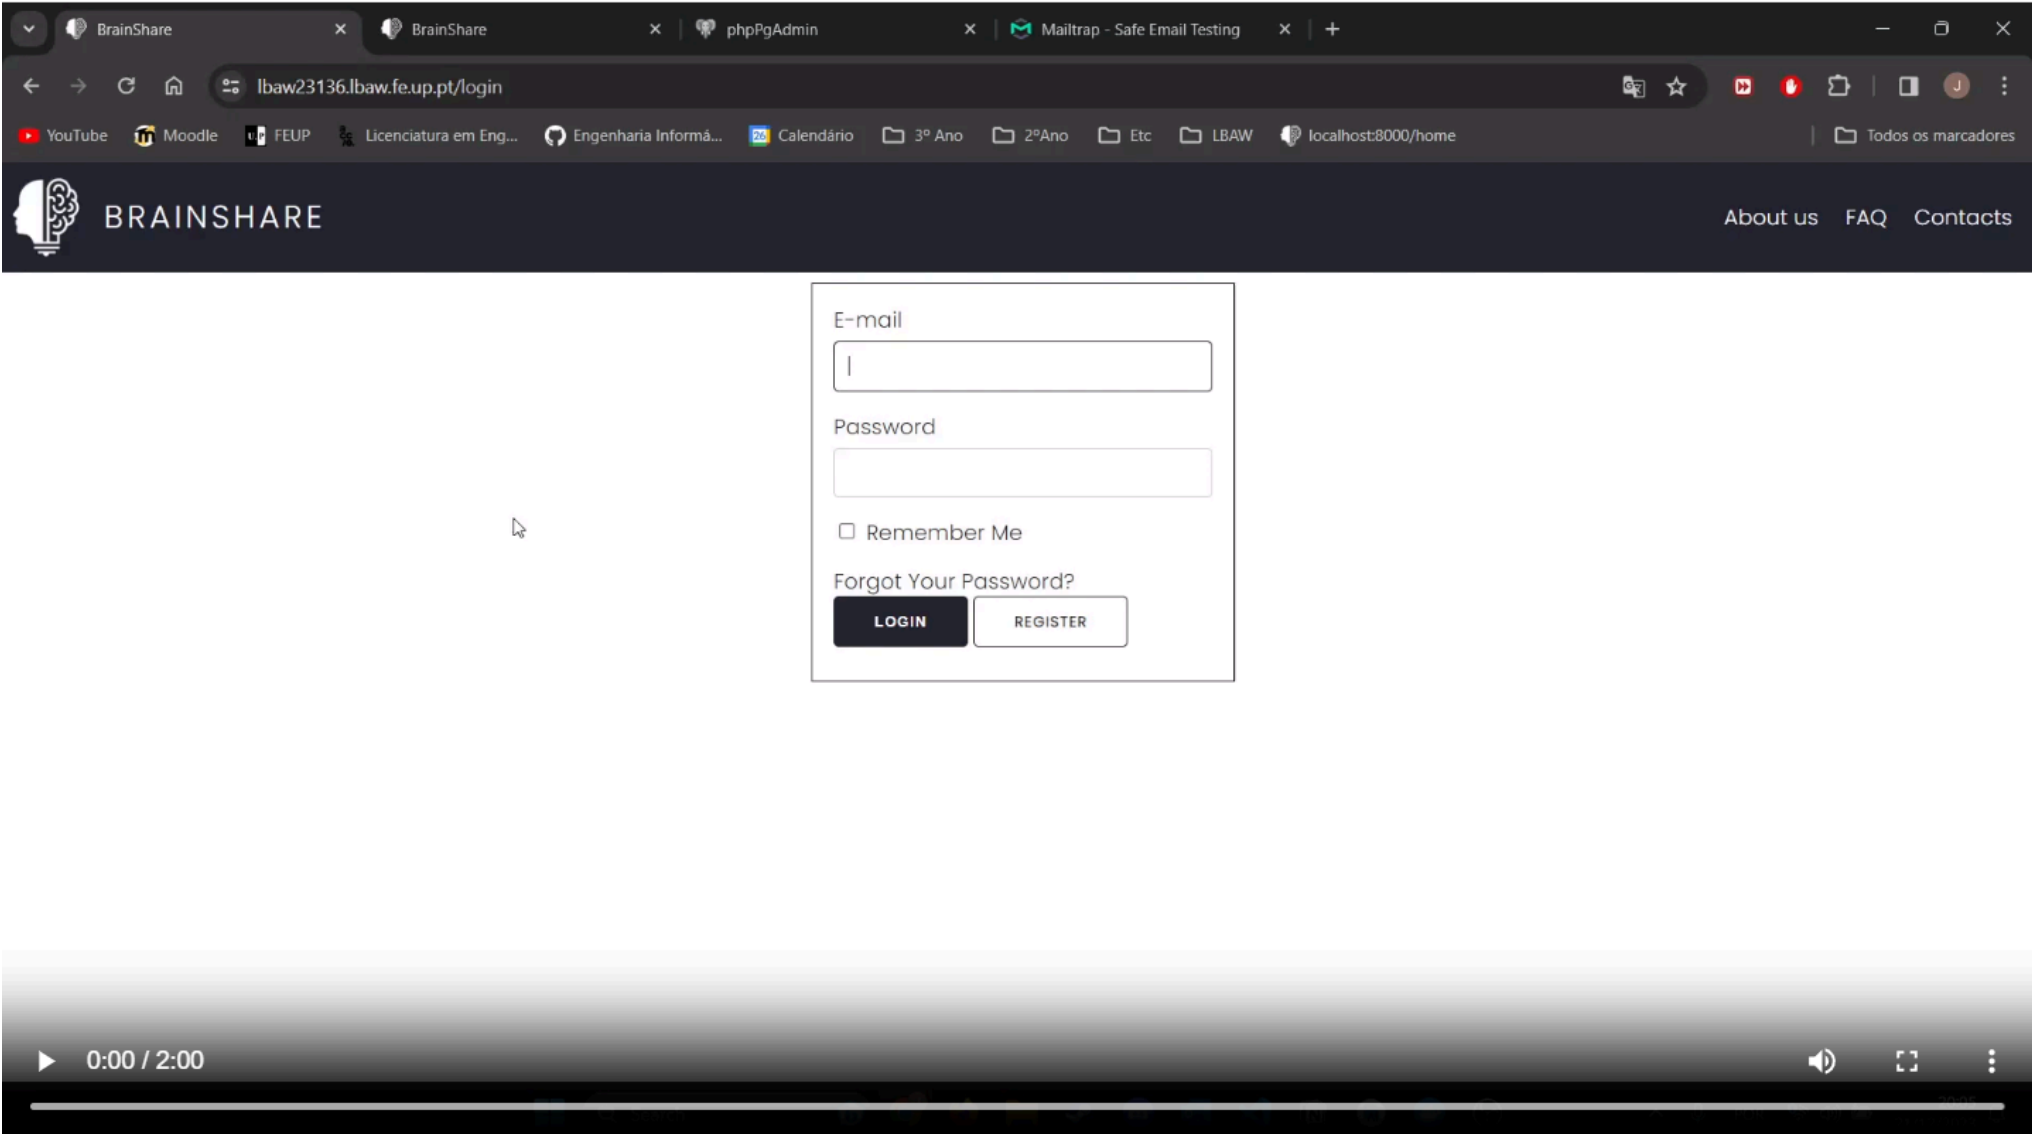 BrainShare
BrainShare
phpPgAdmin
Mailtrap - Safe Email Testing
lbaw23136.lbaw.fe.up.pt/login
J
YouTube
Moodle
U.P
FEUP
Licenciatura em Eng...
Engenharia Informá...
26
Calendário
3º Ano
2ºAno
Etc
LBAW
localhost:8000/home
Todos os marcadores
BRAINSHARE
About us
FAQ
Contacts
E-mail
Password
Remember Me
Forgot Your Password?
LOGIN
REGISTER
0:00 / 2:00